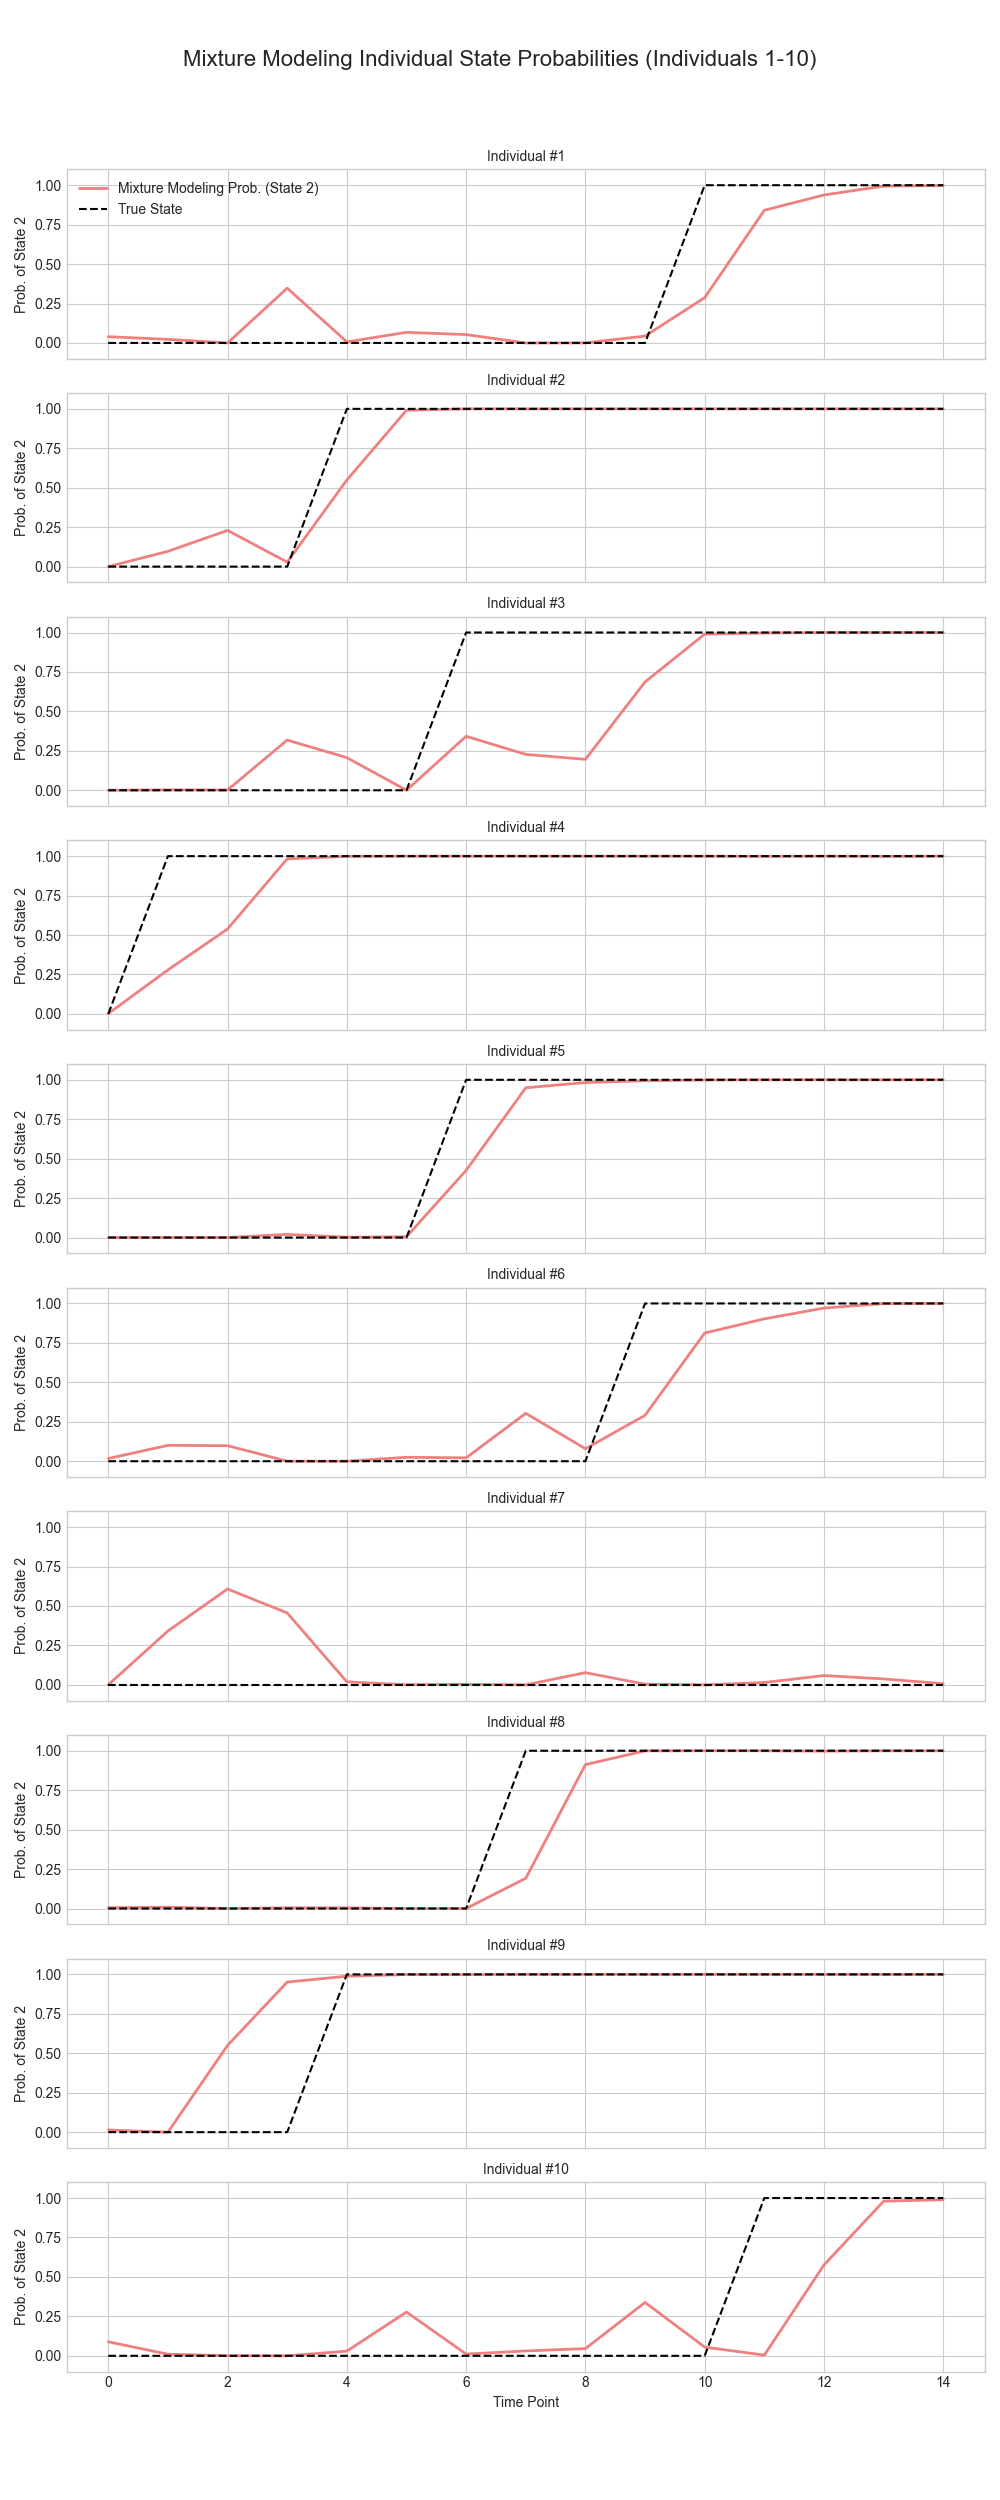 Mixture Modeling Individual State Probabilities (Individuals 1-10)
Individual #1
Mixture Modeling Prob. (State 2)
True State
Prob. of State 2
1.00
0.75
0.50
0.25
0.00
Individual #2
Prob. of State 2
1.00
0.75
0.50
0.25
0.00
Individual #3
Prob. of State 2
1.00
0.75
0.50
0.25
0.00
Individual #4
Prob. of State 2
1.00
0.75
0.50
0.25
0.00
Individual #5
Prob. of State 2
1.00
0.75
0.50
0.25
0.00
Individual #6
Prob. of State 2
1.00
0.75
0.50
0.25
0.00
Individual #7
Prob. of State 2
1.00
0.75
0.50
0.25
0.00
Individual #8
Prob. of State 2
1.00
0.75
0.50
0.25
0.00
Individual #9
Prob. of State 2
1.00
0.75
0.50
0.25
0.00
Individual #10
Prob. of State 2
1.00
0.75
0.50
0.25
0.00
0 2 4 6 8 10 12 14
Time Point